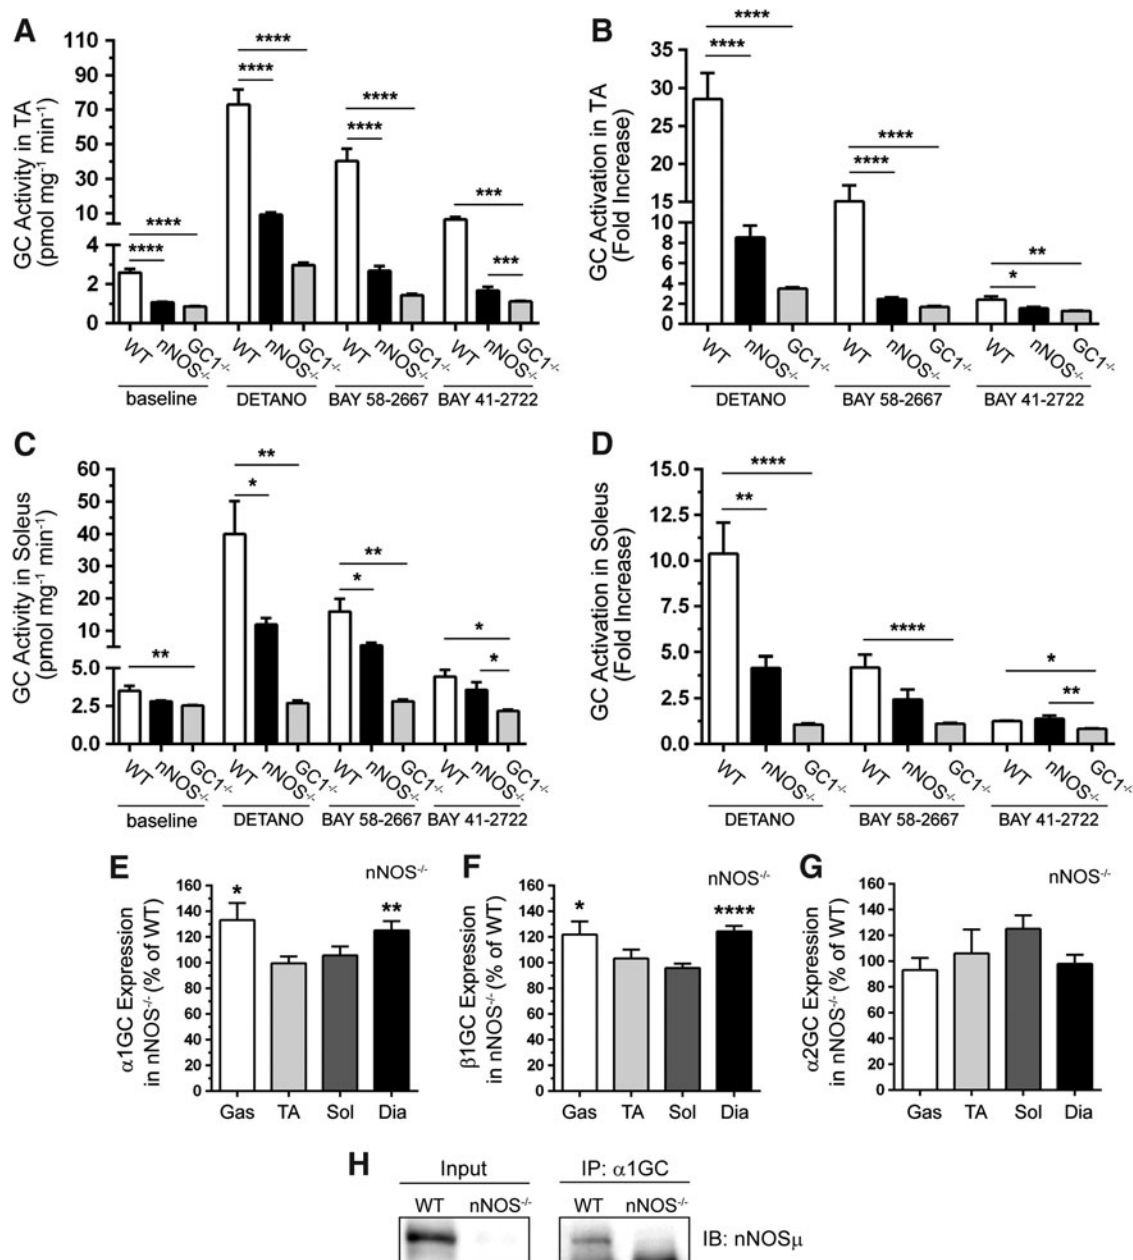 A
GC Activity in TA
(pmol mg⁻¹ min⁻¹)
110
90
70
50
30
10
4
2
0
****
****
****
****
****
****
***
***
WT nNOS⁻/⁻ GC1⁻/⁻ WT nNOS⁻/⁻ GC1⁻/⁻ WT nNOS⁻/⁻ GC1⁻/⁻ WT nNOS⁻/⁻ GC1⁻/⁻
baseline DETANO BAY 58-2667 BAY 41-2722
B
GC Activation in TA
(Fold Increase)
35
30
25
20
15
10
8
6
4
2
0
****
****
****
****
**
*
WT nNOS⁻/⁻ GC1⁻/⁻ WT nNOS⁻/⁻ GC1⁻/⁻ WT nNOS⁻/⁻ GC1⁻/⁻
DETANO BAY 58-2667 BAY 41-2722
C
GC Activity in Soleus
(pmol mg⁻¹ min⁻¹)
60
50
40
30
20
10
5.0
2.5
0.0
**
**
*
**
*
*
*
WT nNOS⁻/⁻ GC1⁻/⁻ WT nNOS⁻/⁻ GC1⁻/⁻ WT nNOS⁻/⁻ GC1⁻/⁻ WT nNOS⁻/⁻ GC1⁻/⁻
baseline DETANO BAY 58-2667 BAY 41-2722
D
GC Activation in Soleus
(Fold Increase)
15.0
12.5
10.0
7.5
5.0
2.5
0.0
****
**
****
*
**
WT nNOS⁻/⁻ GC1⁻/⁻ WT nNOS⁻/⁻ GC1⁻/⁻ WT nNOS⁻/⁻ GC1⁻/⁻
DETANO BAY 58-2667 BAY 41-2722
E
nNOS⁻/⁻
α1GC Expression
in nNOS⁻/⁻ (% of WT)
160
140
120
100
80
60
40
20
0
*
**
Gas TA Sol Dia
F
nNOS⁻/⁻
β1GC Expression
in nNOS⁻/⁻ (% of WT)
160
140
120
100
80
60
40
20
0
*
****
Gas TA Sol Dia
G
nNOS⁻/⁻
α2GC Expression
in nNOS⁻/⁻ (% of WT)
160
140
120
100
80
60
40
20
0
Gas TA Sol Dia
H
Input IP: α1GC
WT nNOS⁻/⁻ WT nNOS⁻/⁻
IB: nNOSμ